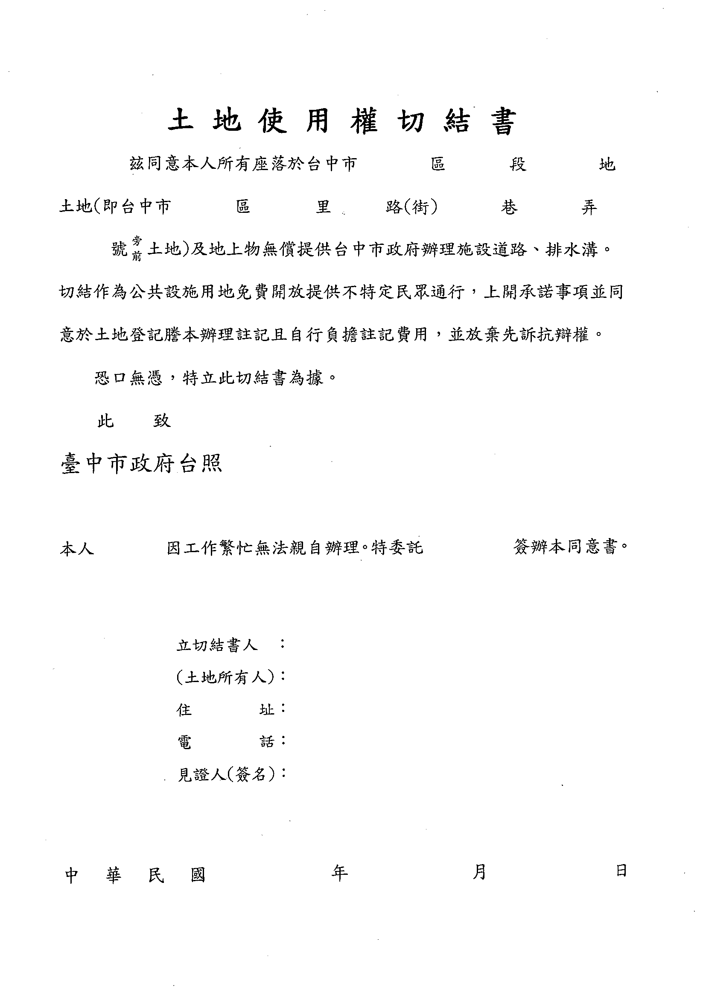 土地使用權切結書
茲同意本人所有座落於台中市 區 段 地
土地(即台中市 區 里 路(街) 巷 弄
號旁前土地)及地上物無償提供台中市政府辦理施設道路、排水溝。
切結作為公共設施用地免費開放提供不特定民眾通行，上開承諾事項並同
意於土地登記謄本辦理註記且自行負擔註記費用，並放棄先訴抗辯權。
恐口無憑，特立此切結書為據。
此 致
臺中市政府台照
本人 因工作繁忙無法親自辦理。特委託 簽辦本同意書。
立切結書人 ：
(土地所有人)：
住 址：
電 話：
見證人(簽名)：
中 華 民 國 年 月 日